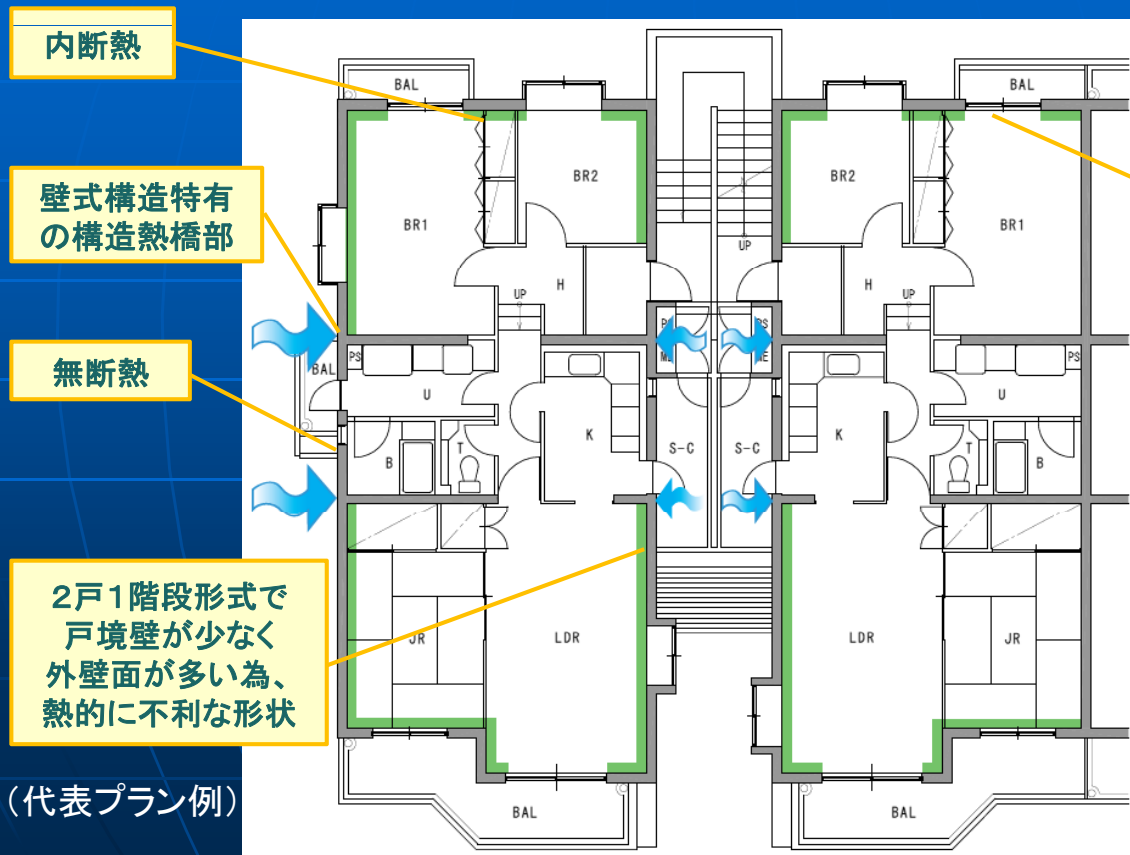 内断熱
壁式構造特有
の構造熱橋部
無断熱
2戸1階段形式で
戸境壁が少なく
外壁面が多い為、
熱的に不利な形状
(代表プラン例)
BAL
BAL
BR2
BR2
BR1
BR1
UP
H
H
UP
UP
PS
ME
PS
PS
BAL
U
U
K
K
S-C
S-C
B
T
T
B
JR
LDR
LDR
JR
BAL
BAL